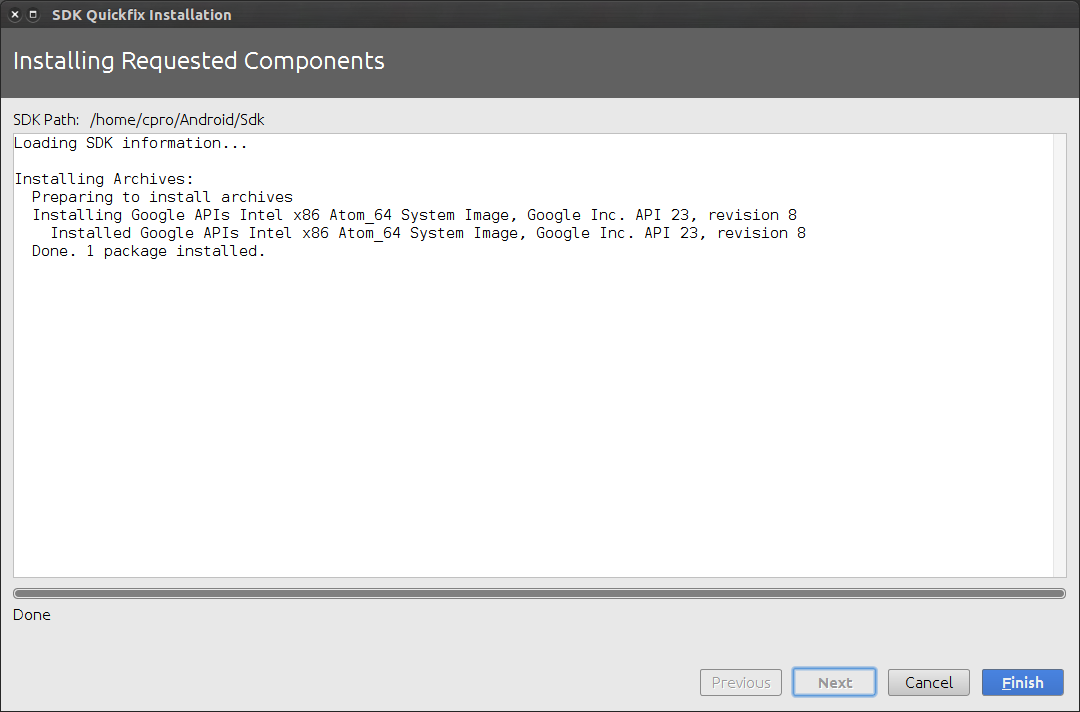 SDK Quickfix Installation
Installing Requested Components
SDK Path: /home/cpro/Android/Sdk
Loading SDK information...
Installing Archives:
Preparing to install archives
Installing Google APIs Intel x86 Atom_64 System Image, Google Inc. API 23, revision 8
Installed Google APIs Intel x86 Atom_64 System Image, Google Inc. API 23, revision 8
Done. 1 package installed.
Done
Previous Next Cancel Finish